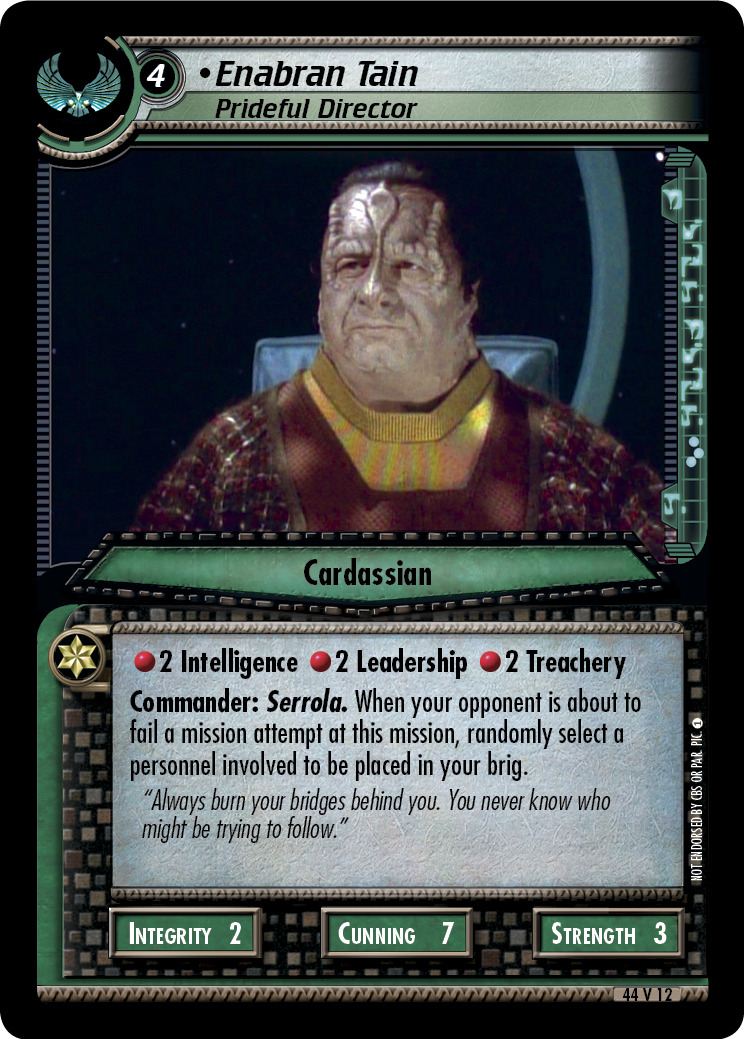 4
•Enabran Tain
Prideful Director
Cardassian
2 Intelligence 2 Leadership 2 Treachery
Commander: Serrola. When your opponent is about to
fail a mission attempt at this mission, randomly select a
personnel involved to be placed in your brig.
“Always burn your bridges behind you. You never know who
might be trying to follow.”
NOT ENDORSED BY CBS OR PAR. PIC. 1
INTEGRITY 2
CUNNING 7
STRENGTH 3
44 V 12